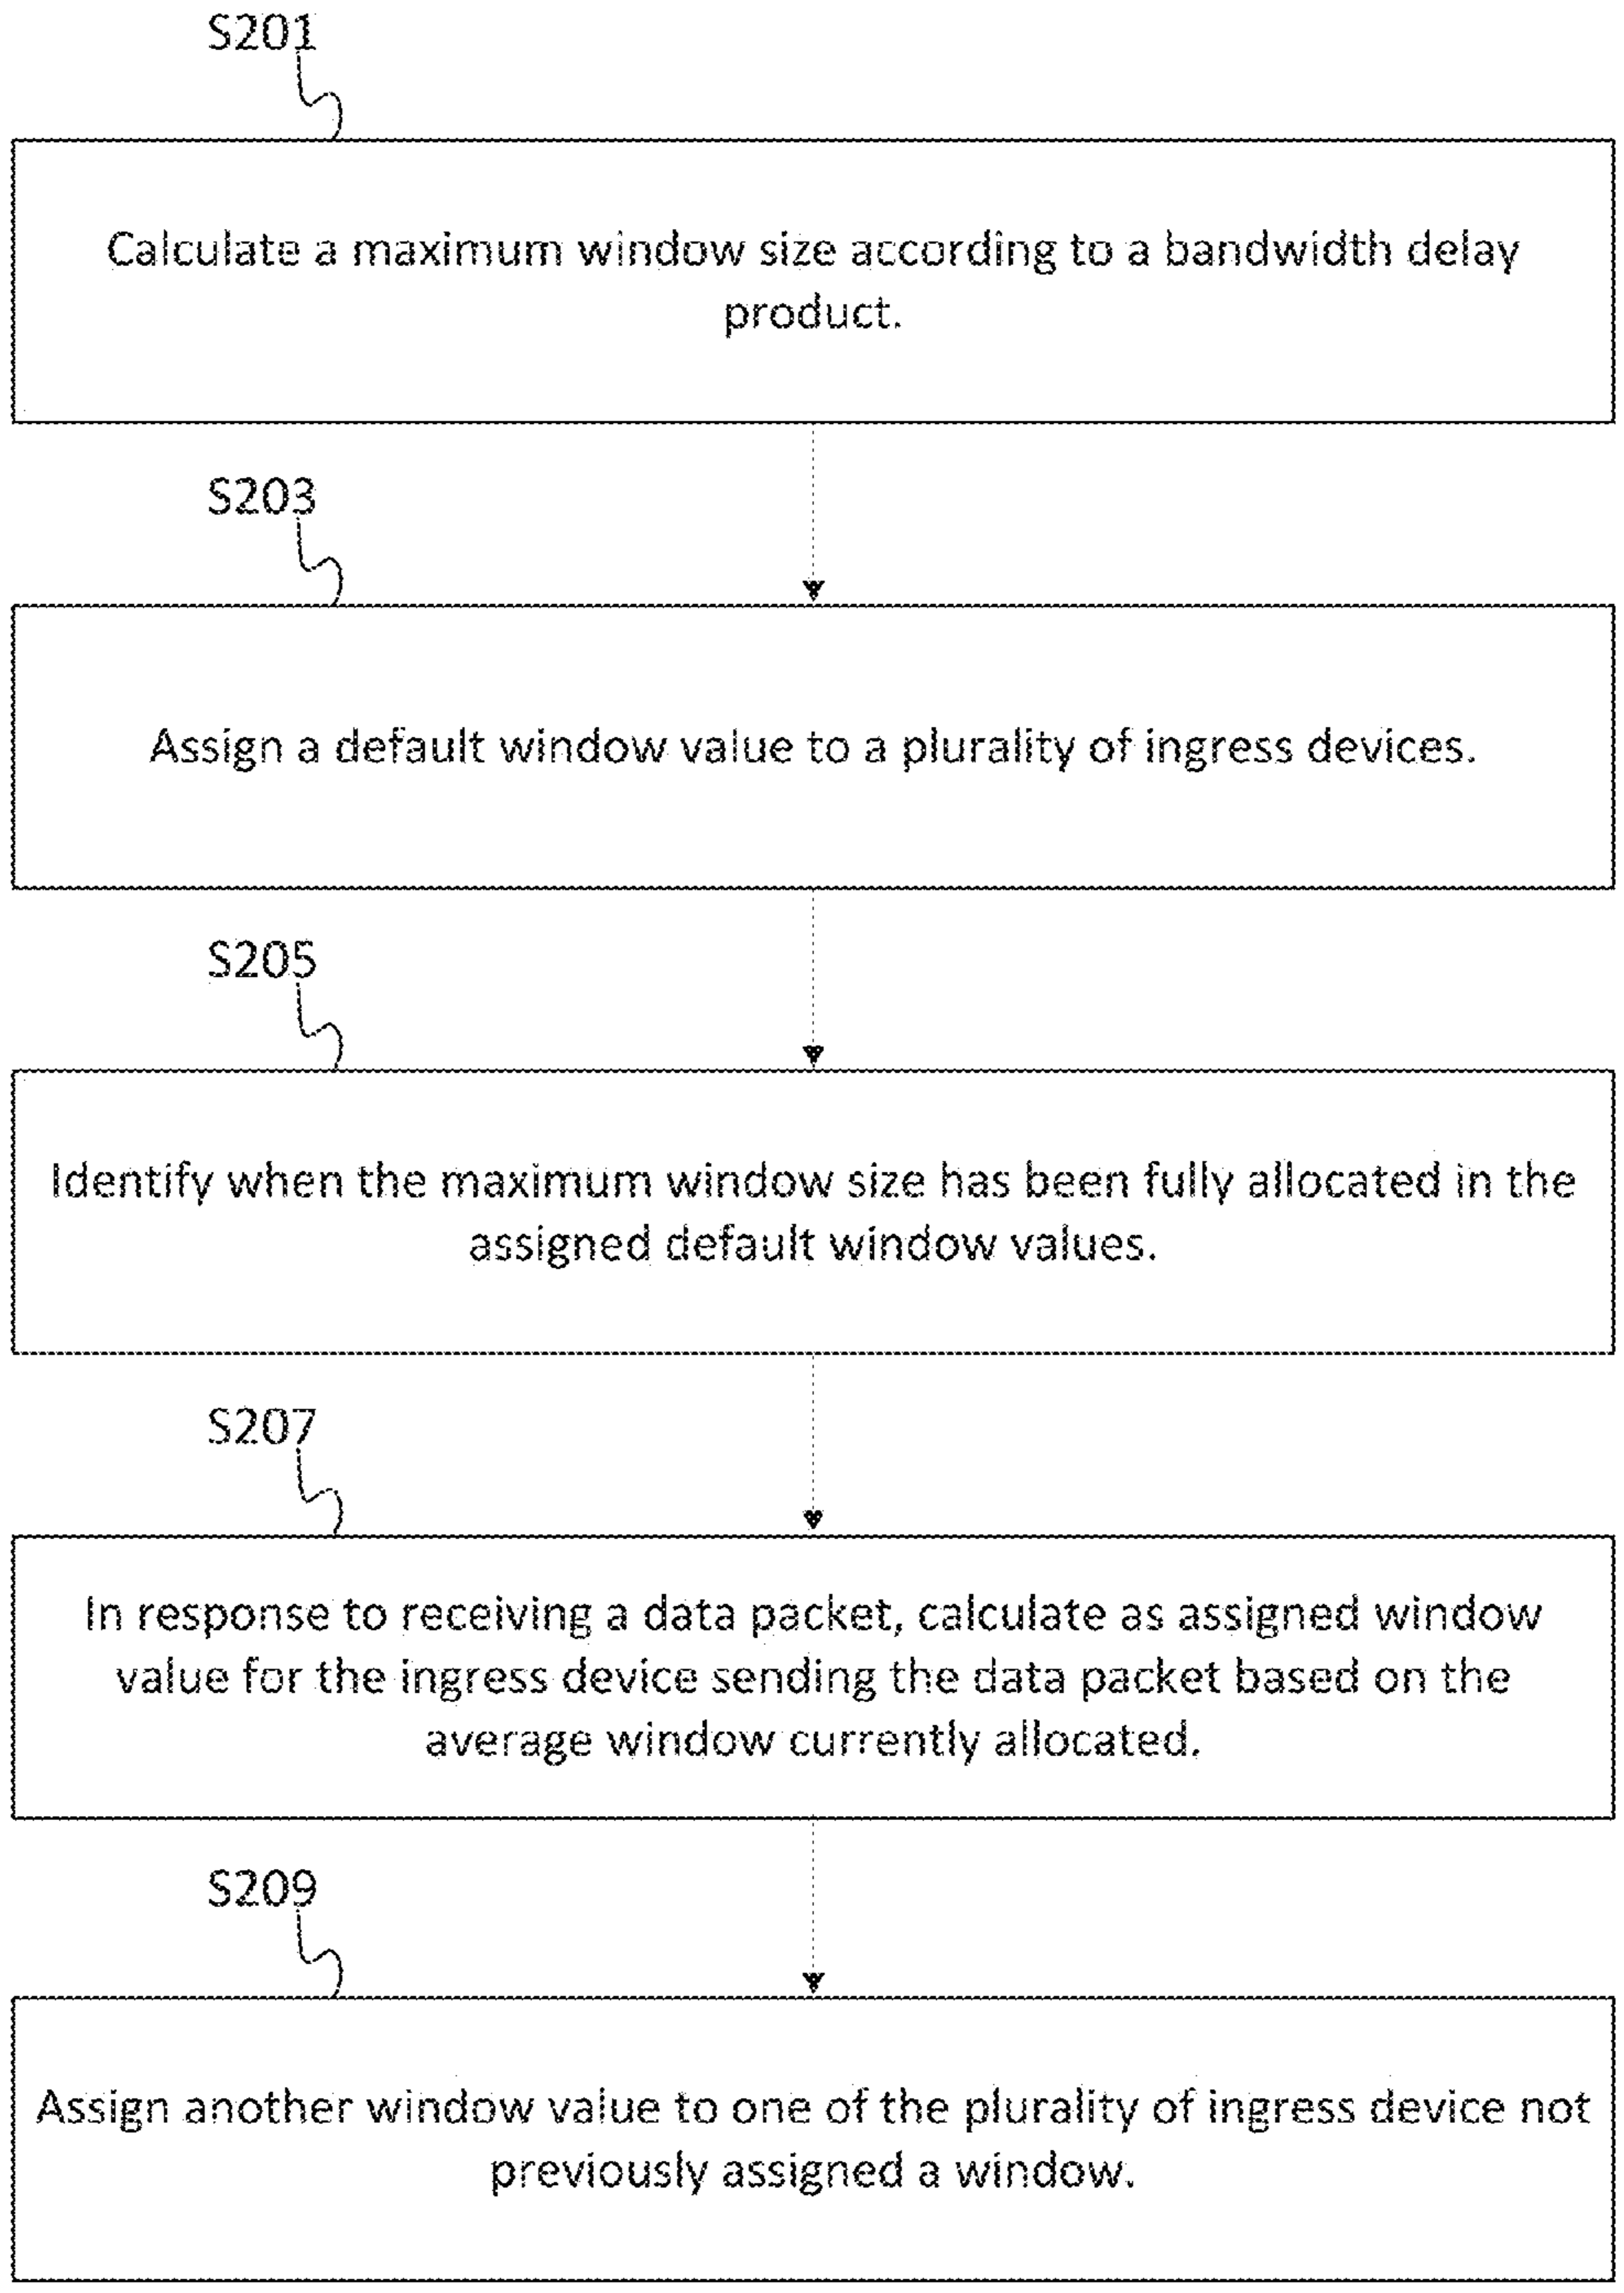 S201
Calculate a maximum window size according to a bandwidth delay
product.
S203
Assign a default window value to a plurality of ingress devices.
S205
Identify when the maximum window size has been fully allocated in the
assigned default window values.
S207
In response to receiving a data packet, calculate as assigned window
value for the ingress device sending the data packet based on the
average window currently allocated.
S209
Assign another window value to one of the plurality of ingress device not
previously assigned a window.